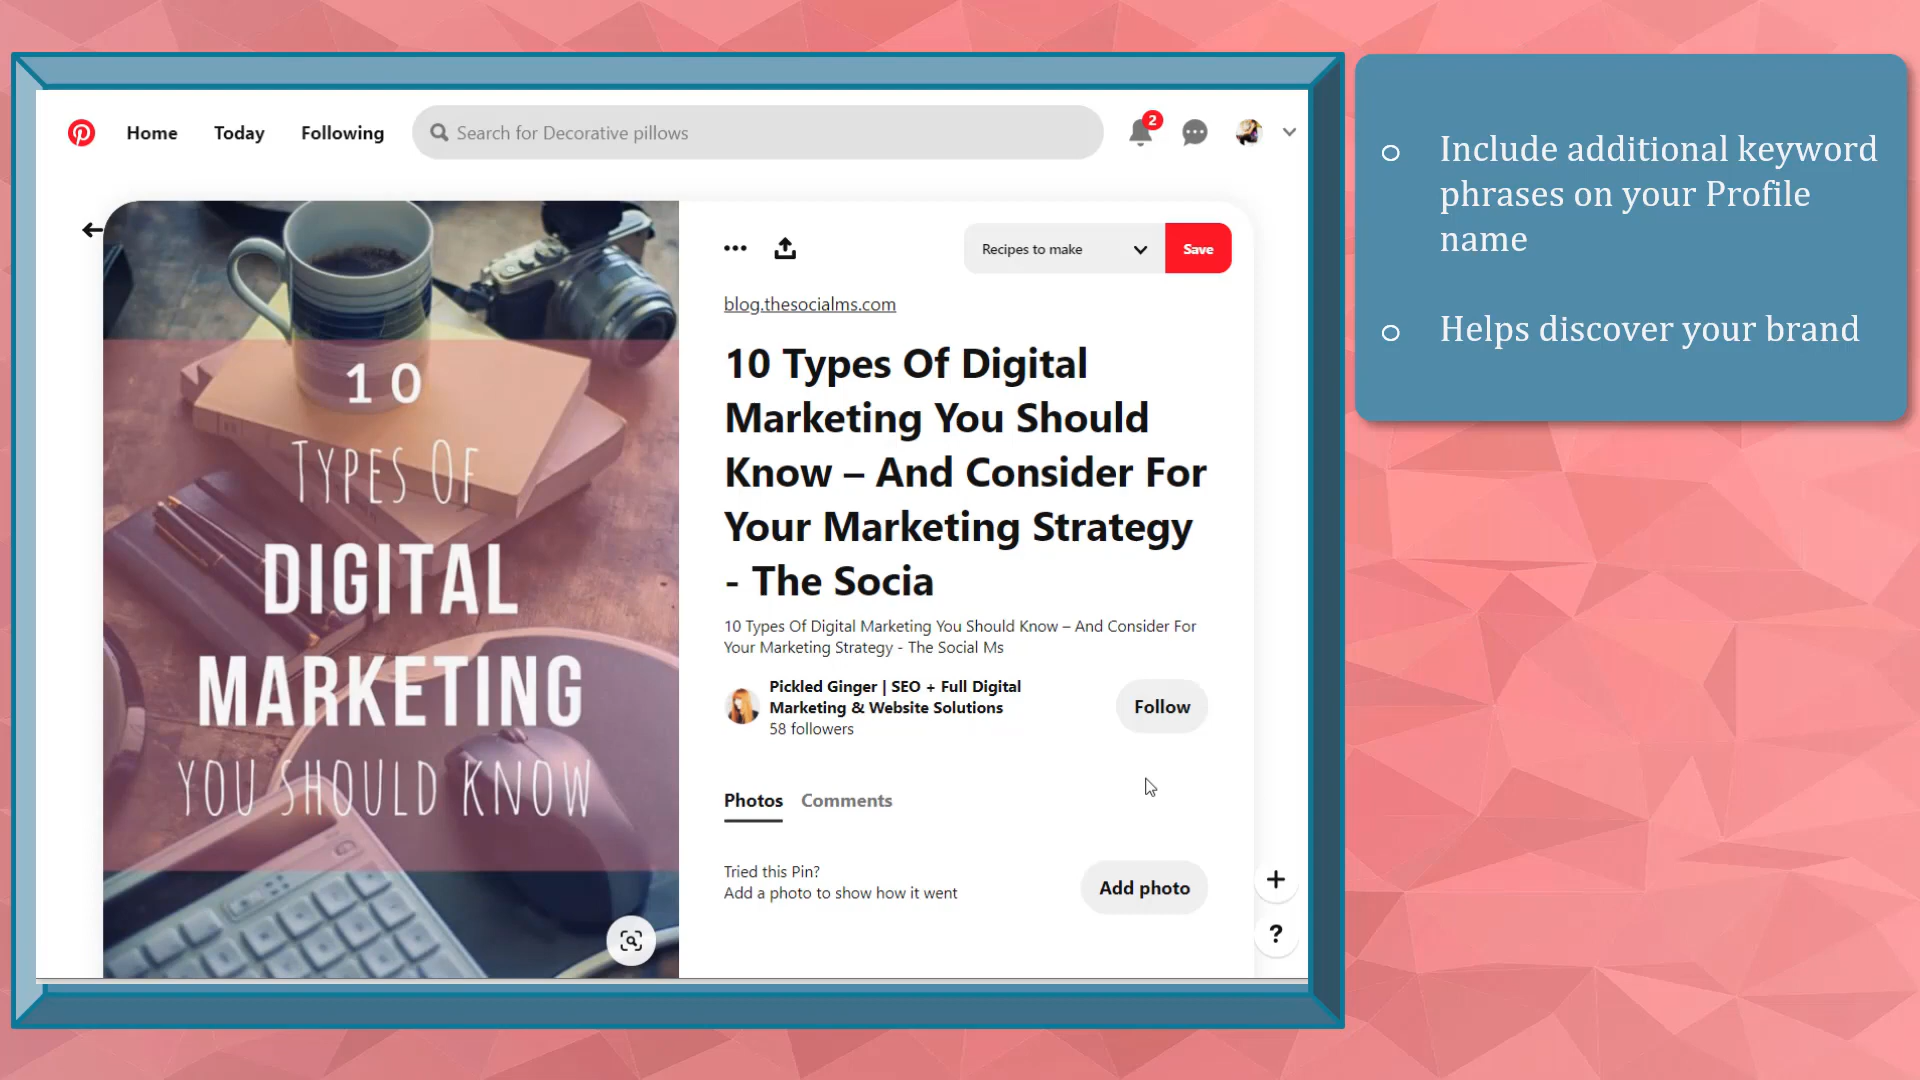 Home Today Following Search for Decorative pillows 2
Recipes to make Save
blog.thesocialms.com
10 Types Of Digital
Marketing You Should
Know – And Consider For
Your Marketing Strategy
- The Socia
10 Types Of Digital Marketing You Should Know – And Consider For
Your Marketing Strategy - The Social Ms
Pickled Ginger | SEO + Full Digital
Marketing & Website Solutions
58 followers
Follow
Photos Comments
Tried this Pin?
Add a photo to show how it went
Add photo
?
10
TYPES OF
DIGITAL
MARKETING
YOU SHOULD KNOW
Include additional keyword
phrases on your Profile
name
Helps discover your brand